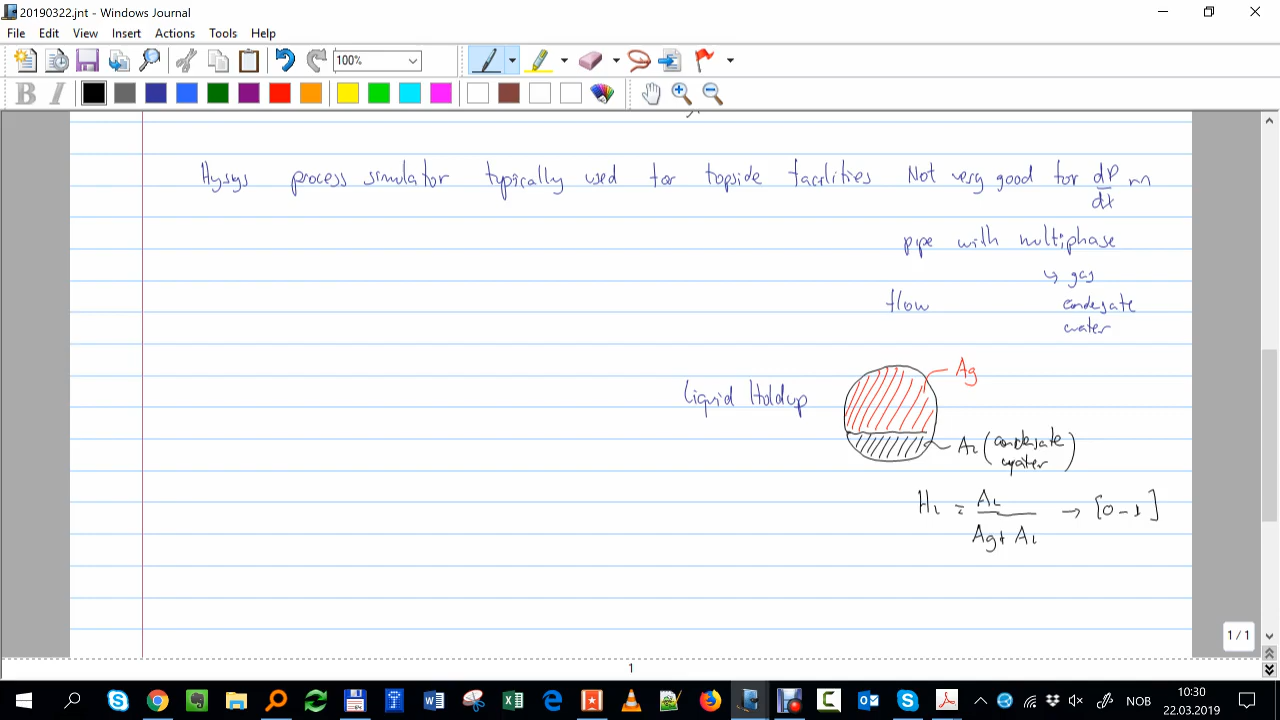 20190322.jnt - Windows Journal
File Edit View Insert Actions Tools Help
100%
B I
Hysys process simulator typically used for topside facilities Not very good for dP/dx in
pipe with multiphase
↳ gas
flow condesate
water
Liquid Holdup
Ag
AL (condesate
water)
HL = AL / Ag + AL → [0-1]
1 / 1
1
NOB
10:30
22.03.2019